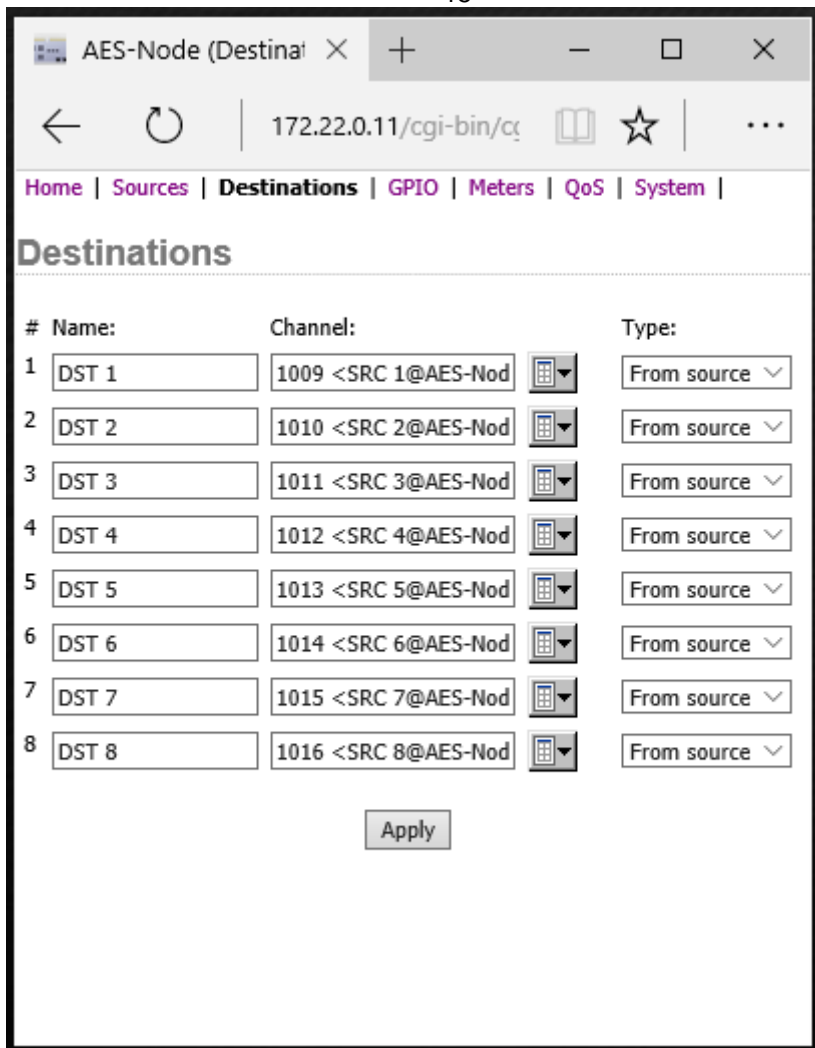 AES-Node (Destinat
172.22.0.11/cgi-bin/cg
Home | Sources | Destinations | GPIO | Meters | QoS | System |
Destinations
# Name: Channel: Type:
1 DST 1 1009 <SRC 1@AES-Nod From source
2 DST 2 1010 <SRC 2@AES-Nod From source
3 DST 3 1011 <SRC 3@AES-Nod From source
4 DST 4 1012 <SRC 4@AES-Nod From source
5 DST 5 1013 <SRC 5@AES-Nod From source
6 DST 6 1014 <SRC 6@AES-Nod From source
7 DST 7 1015 <SRC 7@AES-Nod From source
8 DST 8 1016 <SRC 8@AES-Nod From source
Apply